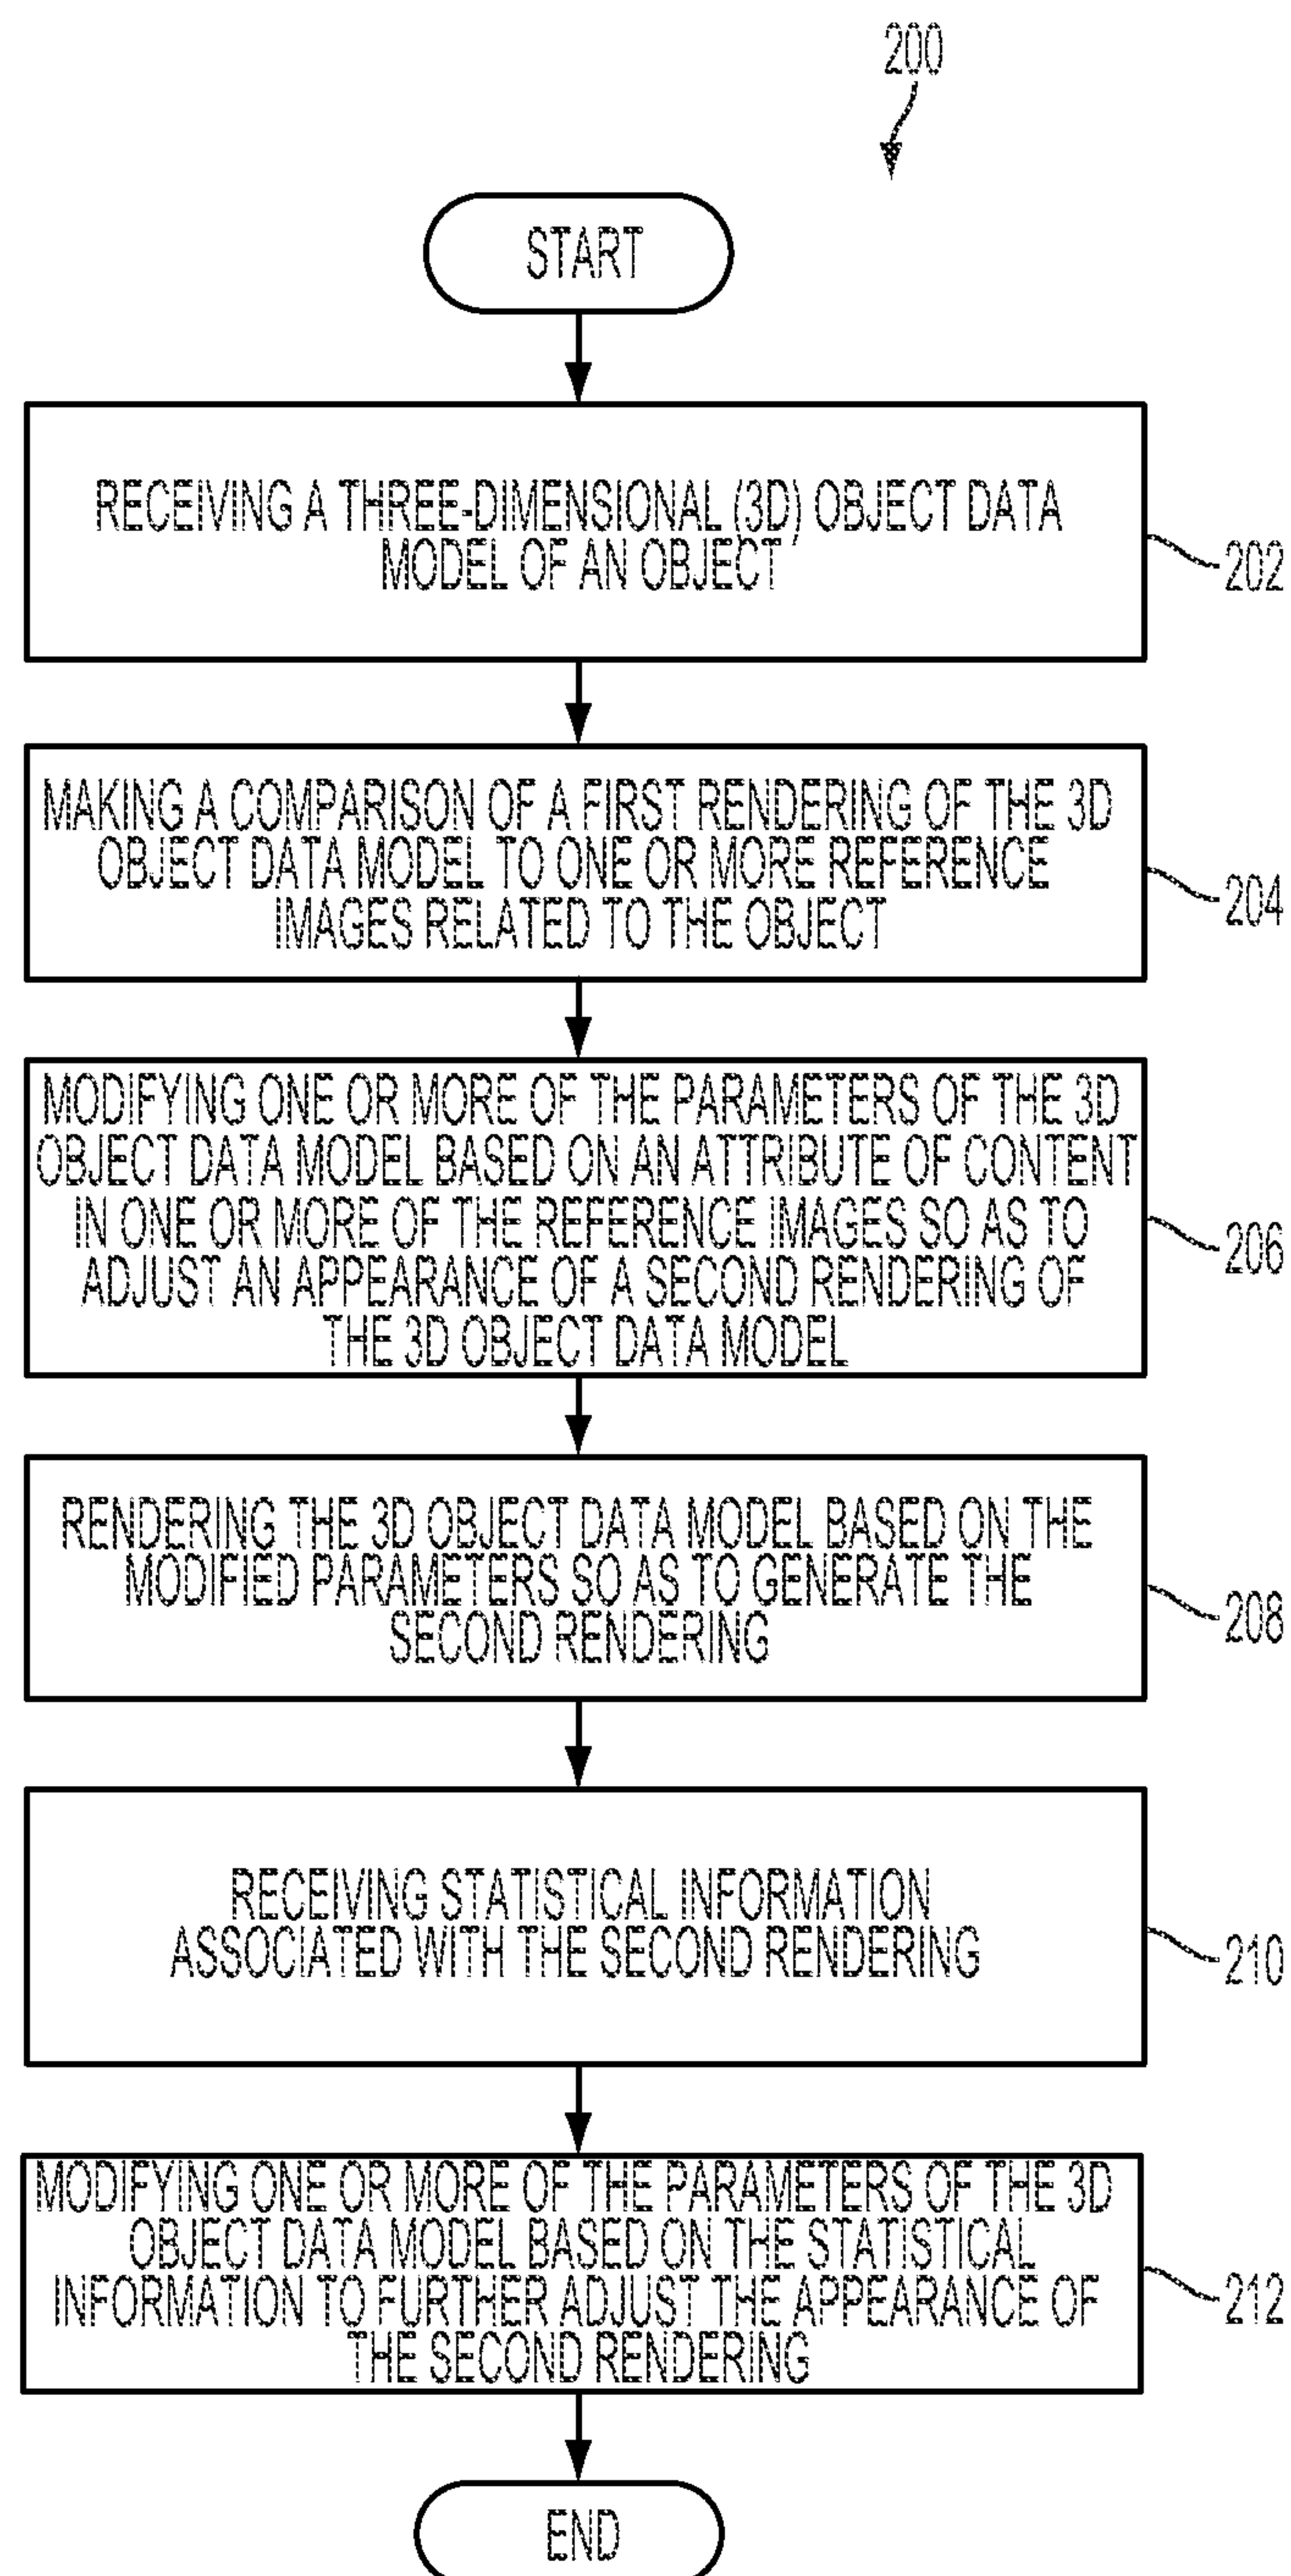 200
START
RECEIVING A THREE-DIMENSIONAL (3D) OBJECT DATA
MODEL OF AN OBJECT
202
MAKING A COMPARISON OF A FIRST RENDERING OF THE 3D
OBJECT DATA MODEL TO ONE OR MORE REFERENCE
IMAGES RELATED TO THE OBJECT
204
MODIFYING ONE OR MORE OF THE PARAMETERS OF THE 3D
OBJECT DATA MODEL BASED ON AN ATTRIBUTE OF CONTENT
IN ONE OR MORE OF THE REFERENCE IMAGES SO AS TO
ADJUST AN APPEARANCE OF A SECOND RENDERING OF
THE 3D OBJECT DATA MODEL
206
RENDERING THE 3D OBJECT DATA MODEL BASED ON THE
MODIFIED PARAMETERS SO AS TO GENERATE THE
SECOND RENDERING
208
RECEIVING STATISTICAL INFORMATION
ASSOCIATED WITH THE SECOND RENDERING
210
MODIFYING ONE OR MORE OF THE PARAMETERS OF THE 3D
OBJECT DATA MODEL BASED ON THE STATISTICAL
INFORMATION TO FURTHER ADJUST THE APPEARANCE OF
THE SECOND RENDERING
212
END